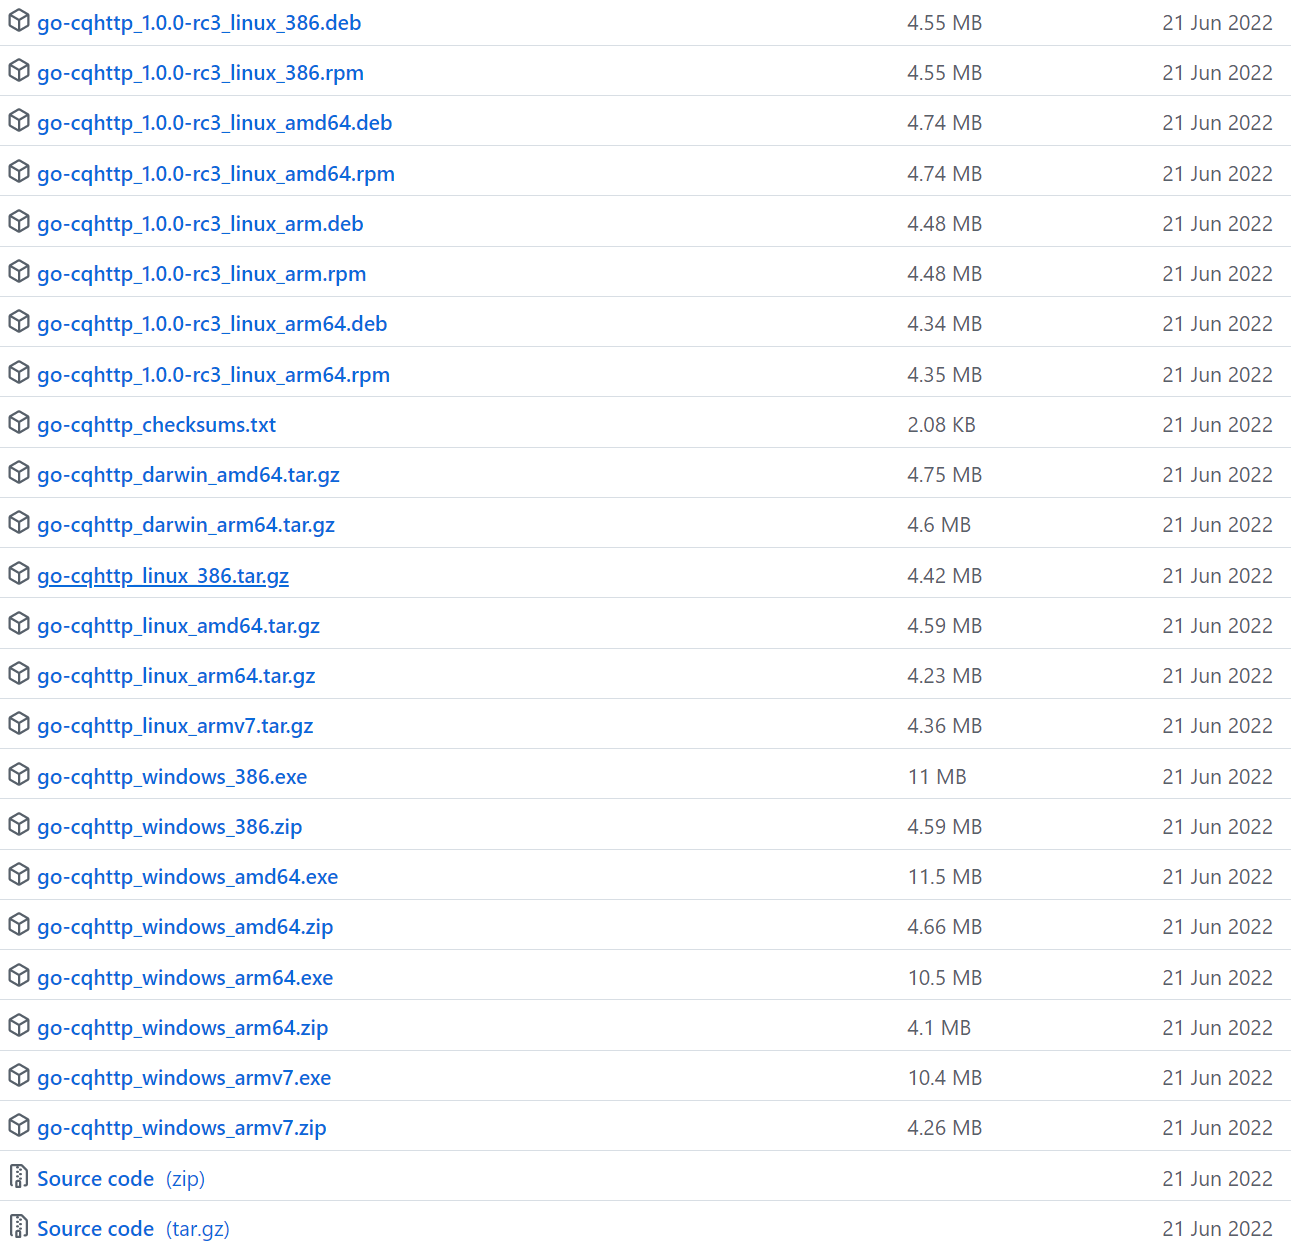 go-cqhttp_1.0.0-rc3_linux_386.deb 4.55 MB 21 Jun 2022
go-cqhttp_1.0.0-rc3_linux_386.rpm 4.55 MB 21 Jun 2022
go-cqhttp_1.0.0-rc3_linux_amd64.deb 4.74 MB 21 Jun 2022
go-cqhttp_1.0.0-rc3_linux_amd64.rpm 4.74 MB 21 Jun 2022
go-cqhttp_1.0.0-rc3_linux_arm.deb 4.48 MB 21 Jun 2022
go-cqhttp_1.0.0-rc3_linux_arm.rpm 4.48 MB 21 Jun 2022
go-cqhttp_1.0.0-rc3_linux_arm64.deb 4.34 MB 21 Jun 2022
go-cqhttp_1.0.0-rc3_linux_arm64.rpm 4.35 MB 21 Jun 2022
go-cqhttp_checksums.txt 2.08 KB 21 Jun 2022
go-cqhttp_darwin_amd64.tar.gz 4.75 MB 21 Jun 2022
go-cqhttp_darwin_arm64.tar.gz 4.6 MB 21 Jun 2022
go-cqhttp_linux_386.tar.gz 4.42 MB 21 Jun 2022
go-cqhttp_linux_amd64.tar.gz 4.59 MB 21 Jun 2022
go-cqhttp_linux_arm64.tar.gz 4.23 MB 21 Jun 2022
go-cqhttp_linux_armv7.tar.gz 4.36 MB 21 Jun 2022
go-cqhttp_windows_386.exe 11 MB 21 Jun 2022
go-cqhttp_windows_386.zip 4.59 MB 21 Jun 2022
go-cqhttp_windows_amd64.exe 11.5 MB 21 Jun 2022
go-cqhttp_windows_amd64.zip 4.66 MB 21 Jun 2022
go-cqhttp_windows_arm64.exe 10.5 MB 21 Jun 2022
go-cqhttp_windows_arm64.zip 4.1 MB 21 Jun 2022
go-cqhttp_windows_armv7.exe 10.4 MB 21 Jun 2022
go-cqhttp_windows_armv7.zip 4.26 MB 21 Jun 2022
Source code (zip) 21 Jun 2022
Source code (tar.gz) 21 Jun 2022